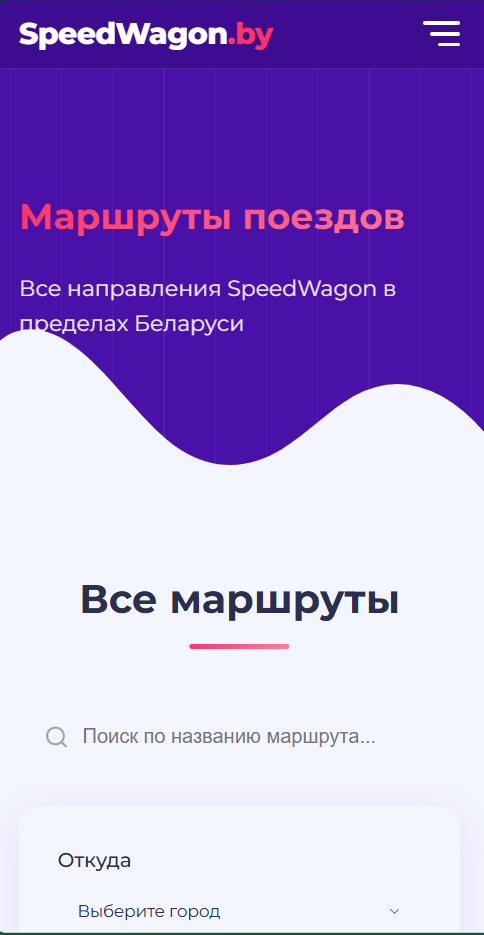 SpeedWagon.by
Маршруты поездов
Все направления SpeedWagon в
пределах Беларуси
Все маршруты
Поиск по названию маршрута...
Откуда
Выберите город